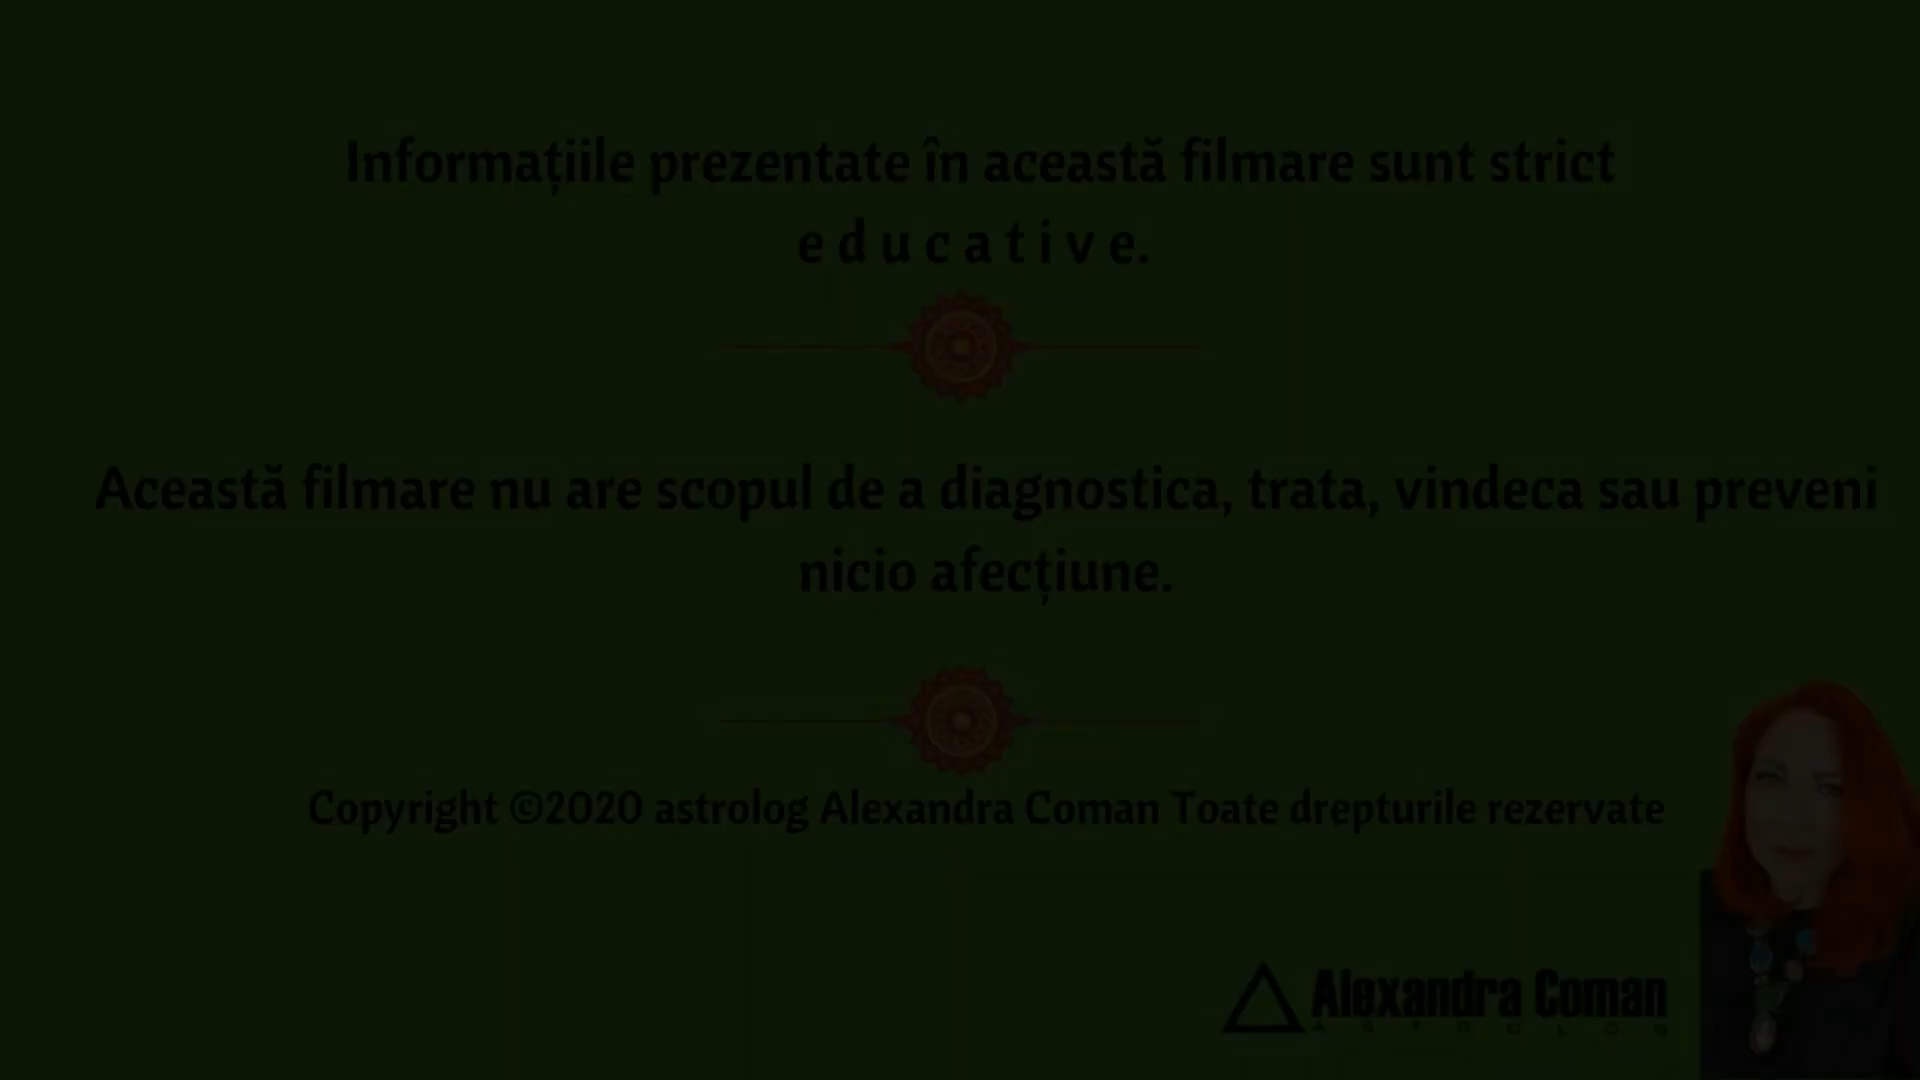 Informațiile prezentate în această filmare sunt strict
e d u c a t i v e.
Această filmare nu are scopul de a diagnostica, trata, vindeca sau preveni
nicio afecțiune.
Copyright ©2020 astrolog Alexandra Coman Toate drepturile rezervate
Alexandra Coman
A S T R O L O G